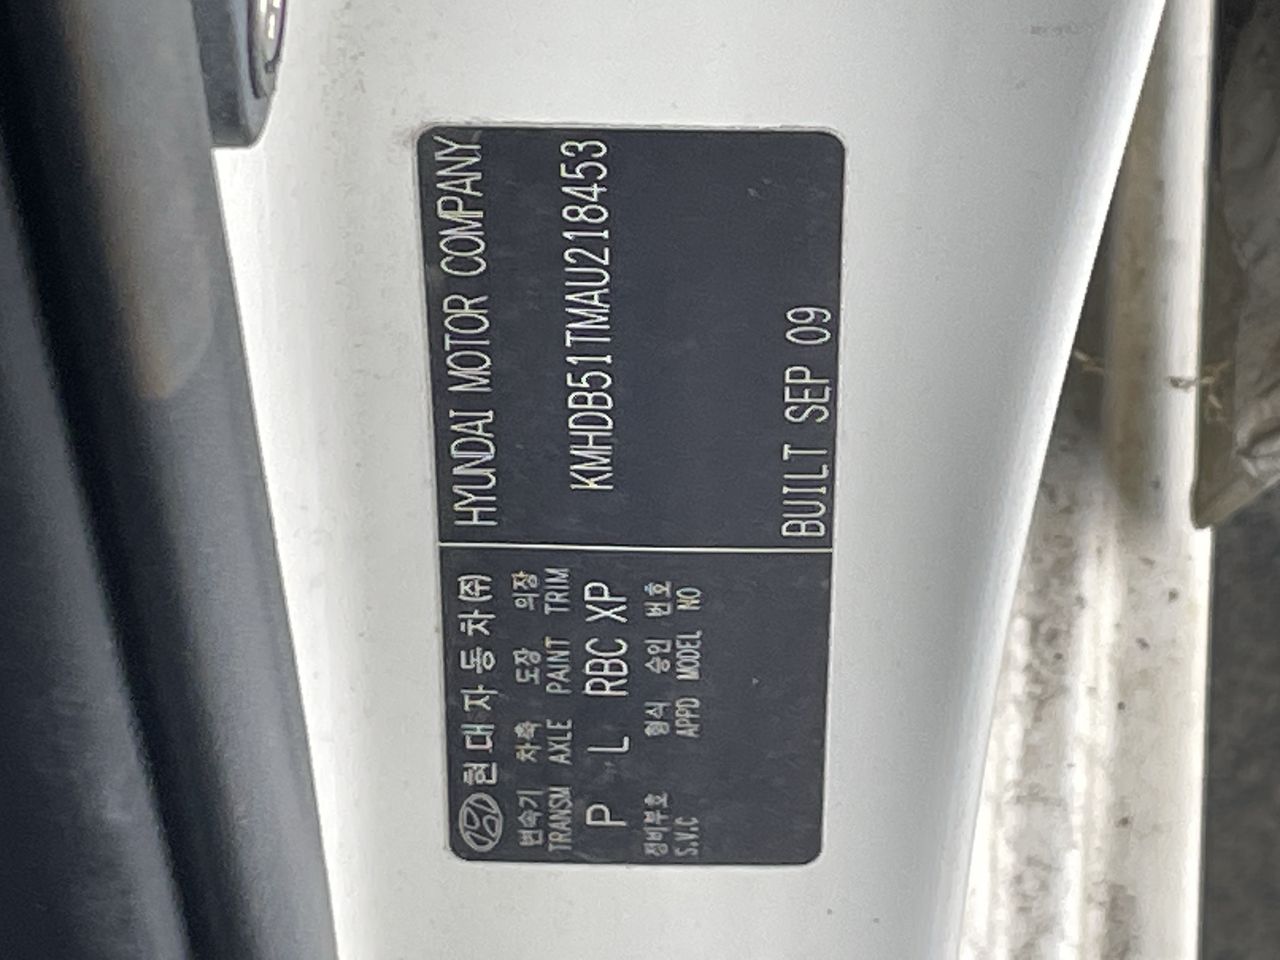 현대자동차(주)
변속기 차축 도장 의장
TRANSM AXLE PAINT TRIM
P L RBC XP
정비부호 형식 승인 번호
S.V.C APPD MODEL NO
HYUNDAI MOTOR COMPANY
KMHDB51TMAU218453
BUILT SEP 09